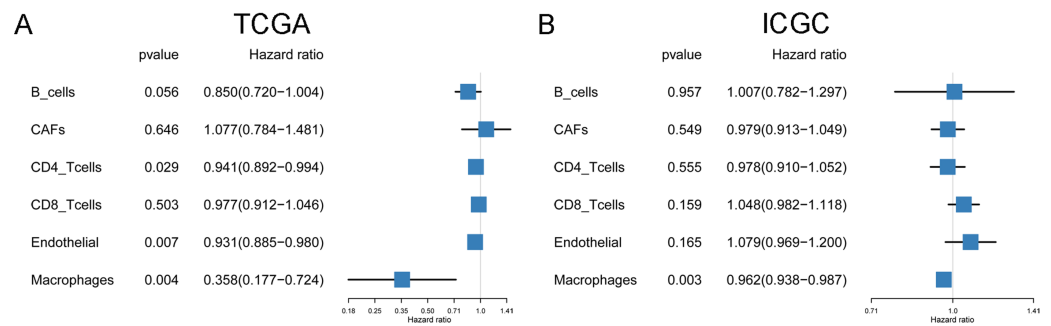 A TCGA
pvalue Hazard ratio
B_cells 0.056 0.850(0.720−1.004)
CAFs 0.646 1.077(0.784−1.481)
CD4_Tcells 0.029 0.941(0.892−0.994)
CD8_Tcells 0.503 0.977(0.912−1.046)
Endothelial 0.007 0.931(0.885−0.980)
Macrophages 0.004 0.358(0.177−0.724)
0.18 0.25 0.35 0.50 0.71 1.0 1.41
Hazard ratio
B ICGC
pvalue Hazard ratio
B_cells 0.957 1.007(0.782−1.297)
CAFs 0.549 0.979(0.913−1.049)
CD4_Tcells 0.555 0.978(0.910−1.052)
CD8_Tcells 0.159 1.048(0.982−1.118)
Endothelial 0.165 1.079(0.969−1.200)
Macrophages 0.003 0.962(0.938−0.987)
0.71 1.0 1.41
Hazard ratio